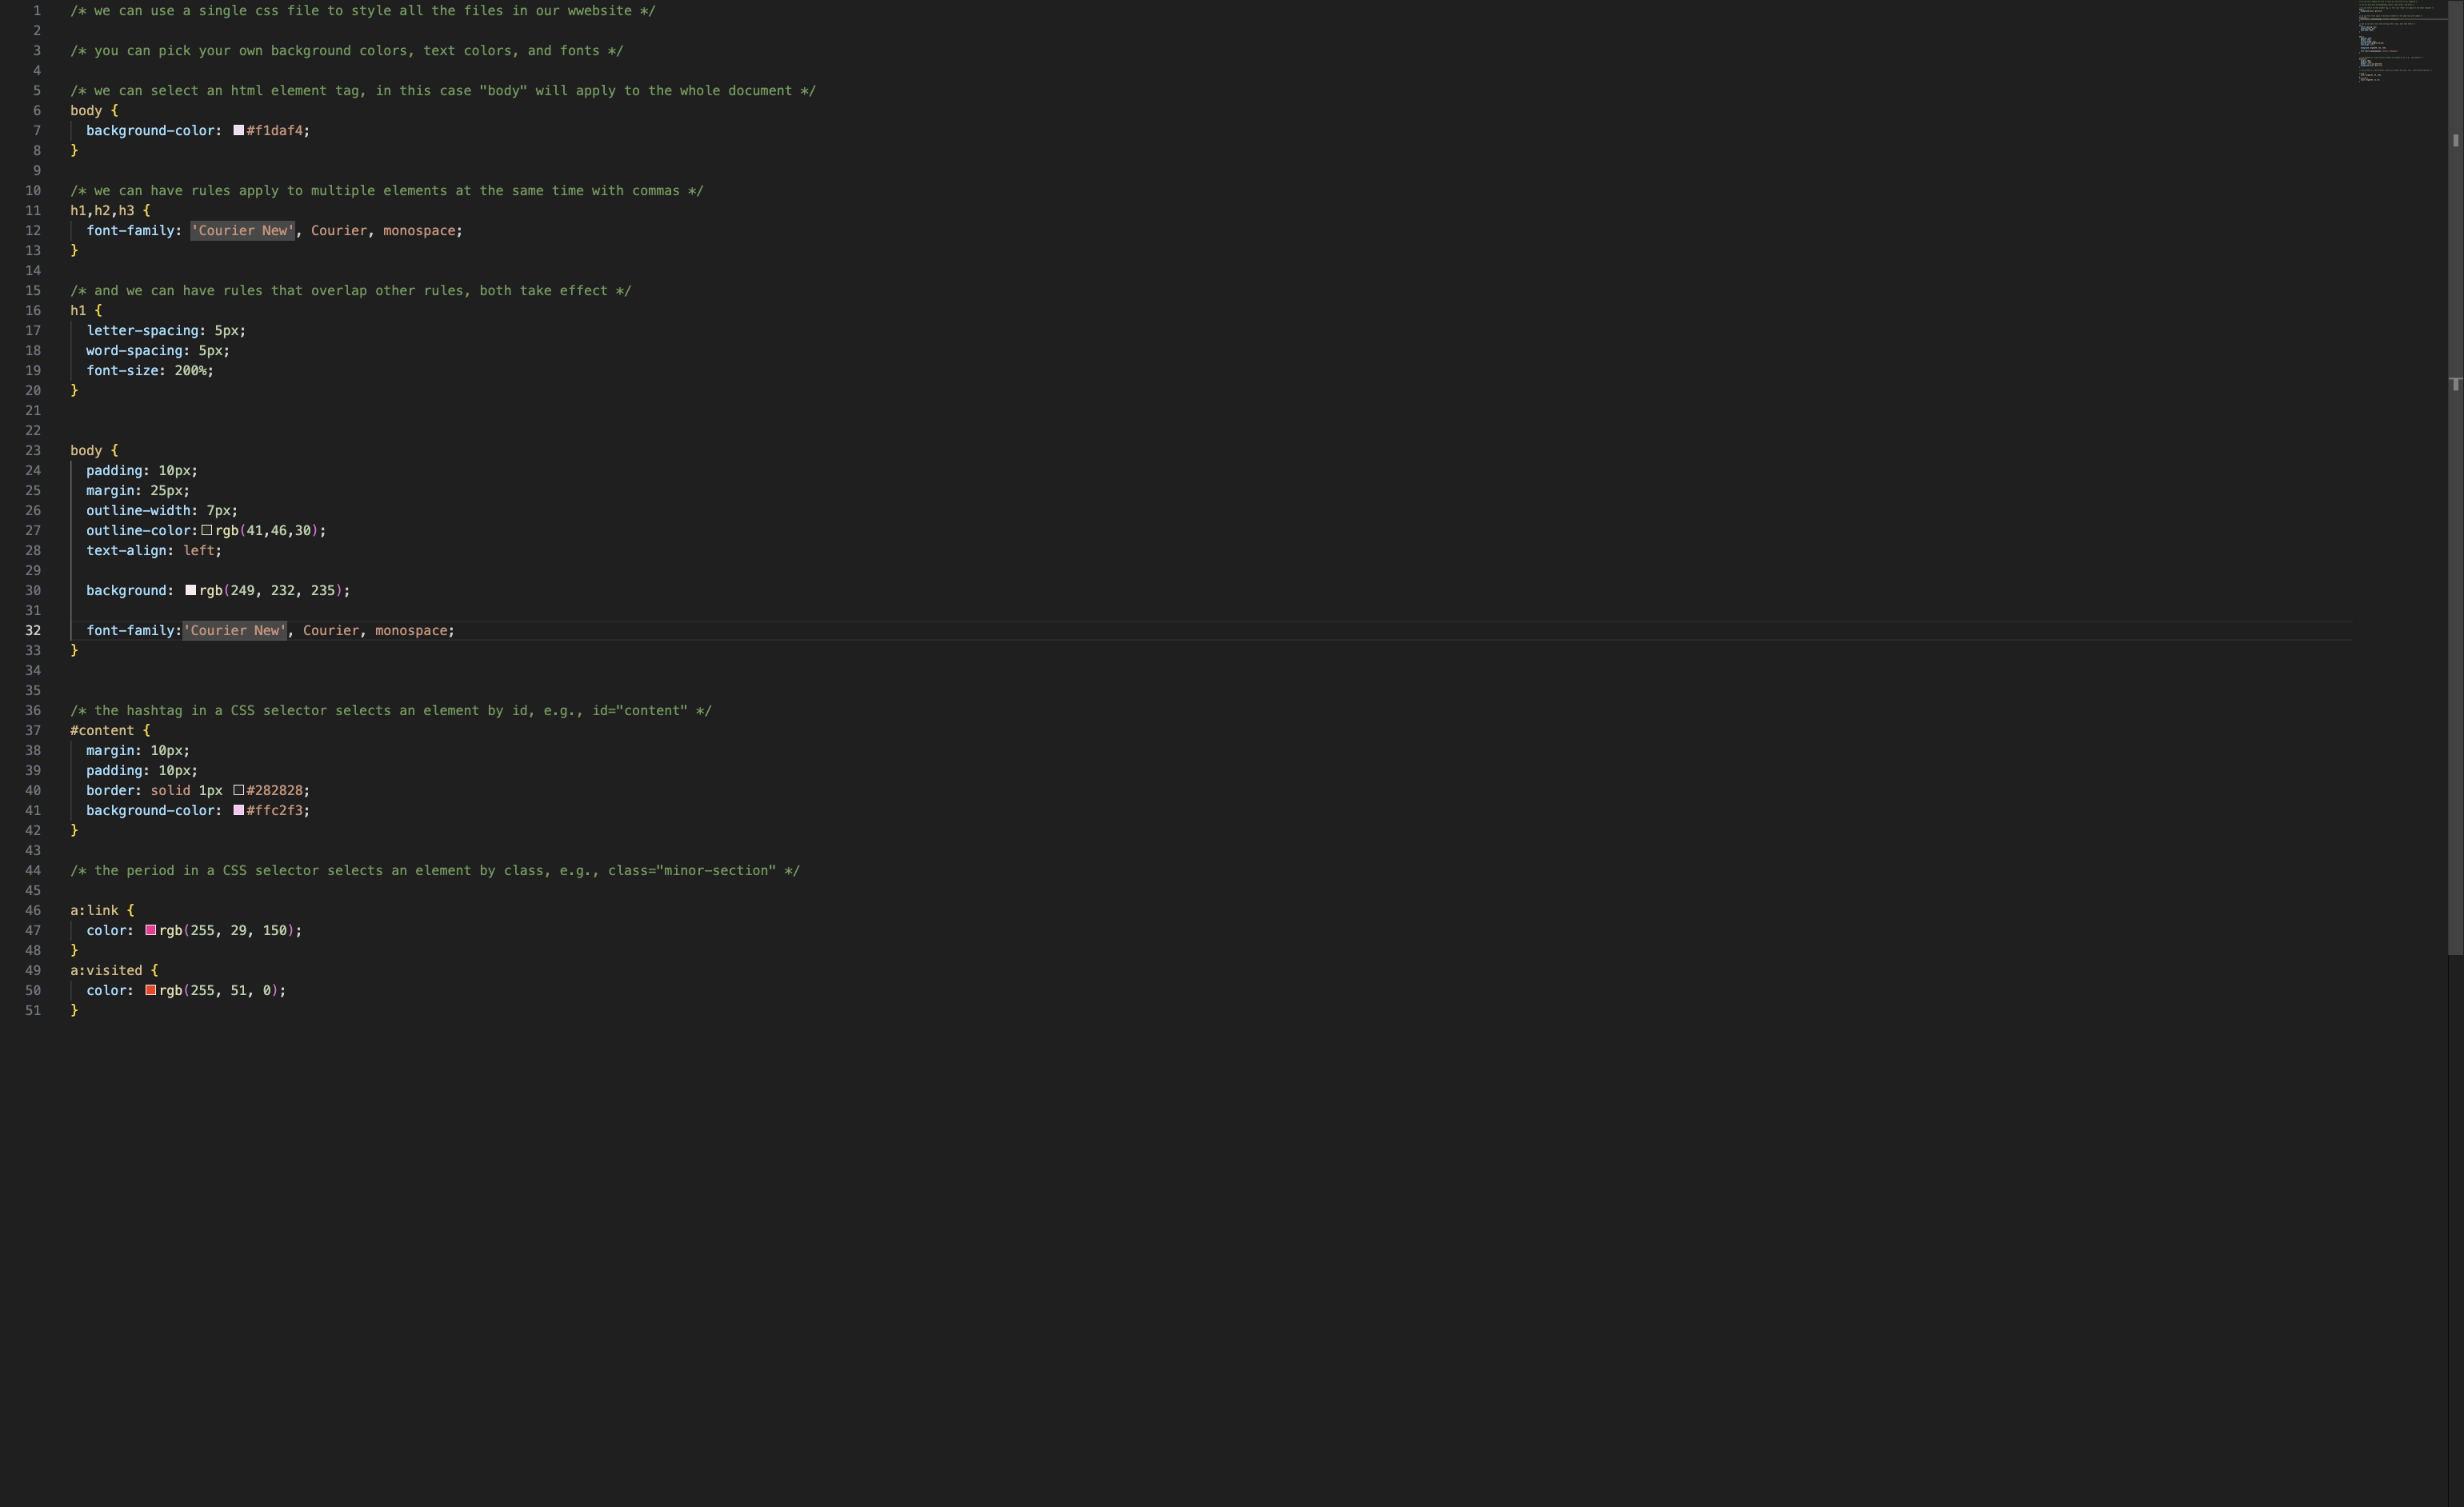 1 /* we can use a single css file to style all the files in our wwebsite */
2
3 /* you can pick your own background colors, text colors, and fonts */
4
5 /* we can select an html element tag, in this case "body" will apply to the whole document */
6 body {
7 background-color: #f1daf4;
8 }
9
10 /* we can have rules apply to multiple elements at the same time with commas */
11 h1,h2,h3 {
12 font-family: 'Courier New', Courier, monospace;
13 }
14
15 /* and we can have rules that overlap other rules, both take effect */
16 h1 {
17 letter-spacing: 5px;
18 word-spacing: 5px;
19 font-size: 200%;
20 }
21
22
23 body {
24 padding: 10px;
25 margin: 25px;
26 outline-width: 7px;
27 outline-color: rgb(41,46,30);
28 text-align: left;
29
30 background: rgb(249, 232, 235);
31
32 font-family:'Courier New', Courier, monospace;
33 }
34
35
36 /* the hashtag in a CSS selector selects an element by id, e.g., id="content" */
37 #content {
38 margin: 10px;
39 padding: 10px;
40 border: solid 1px #282828;
41 background-color: #ffc2f3;
42 }
43
44 /* the period in a CSS selector selects an element by class, e.g., class="minor-section" */
45
46 a:link {
47 color: rgb(255, 29, 150);
48 }
49 a:visited {
50 color: rgb(255, 51, 0);
51 }